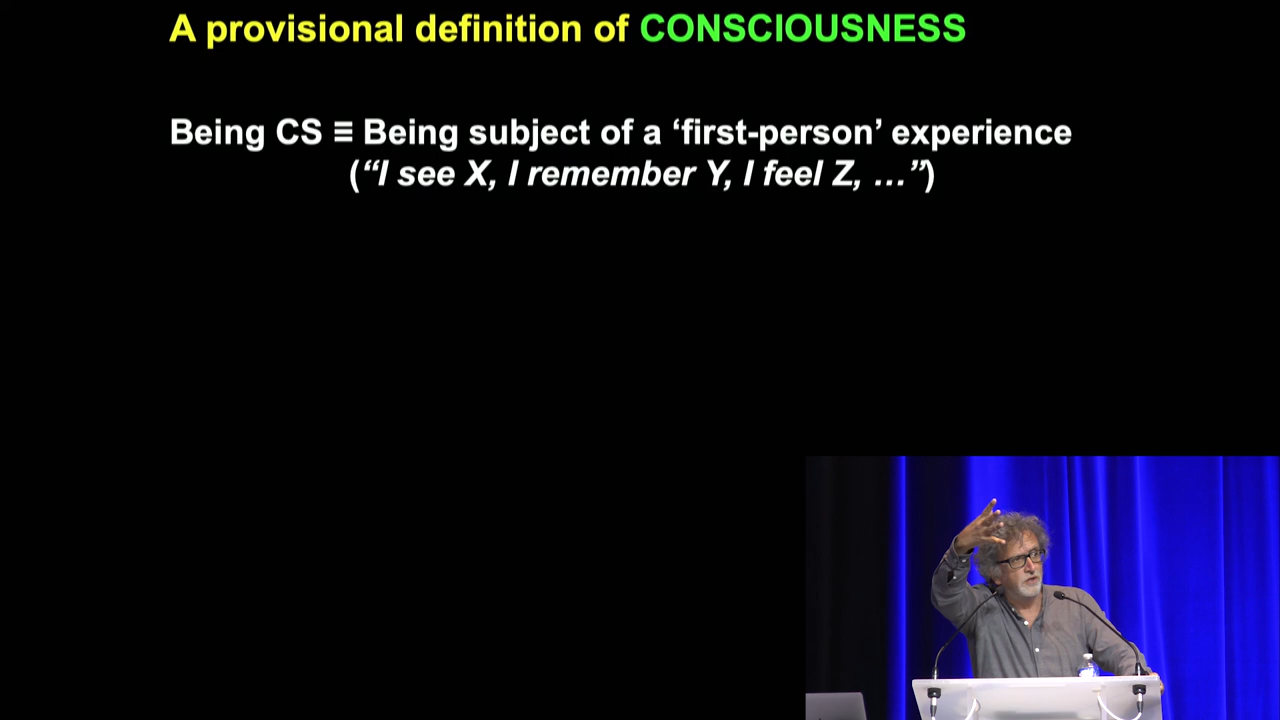 A provisional definition of CONSCIOUSNESS
Being CS ≡ Being subject of a ‘first-person’ experience
(“I see X, I remember Y, I feel Z, …”)